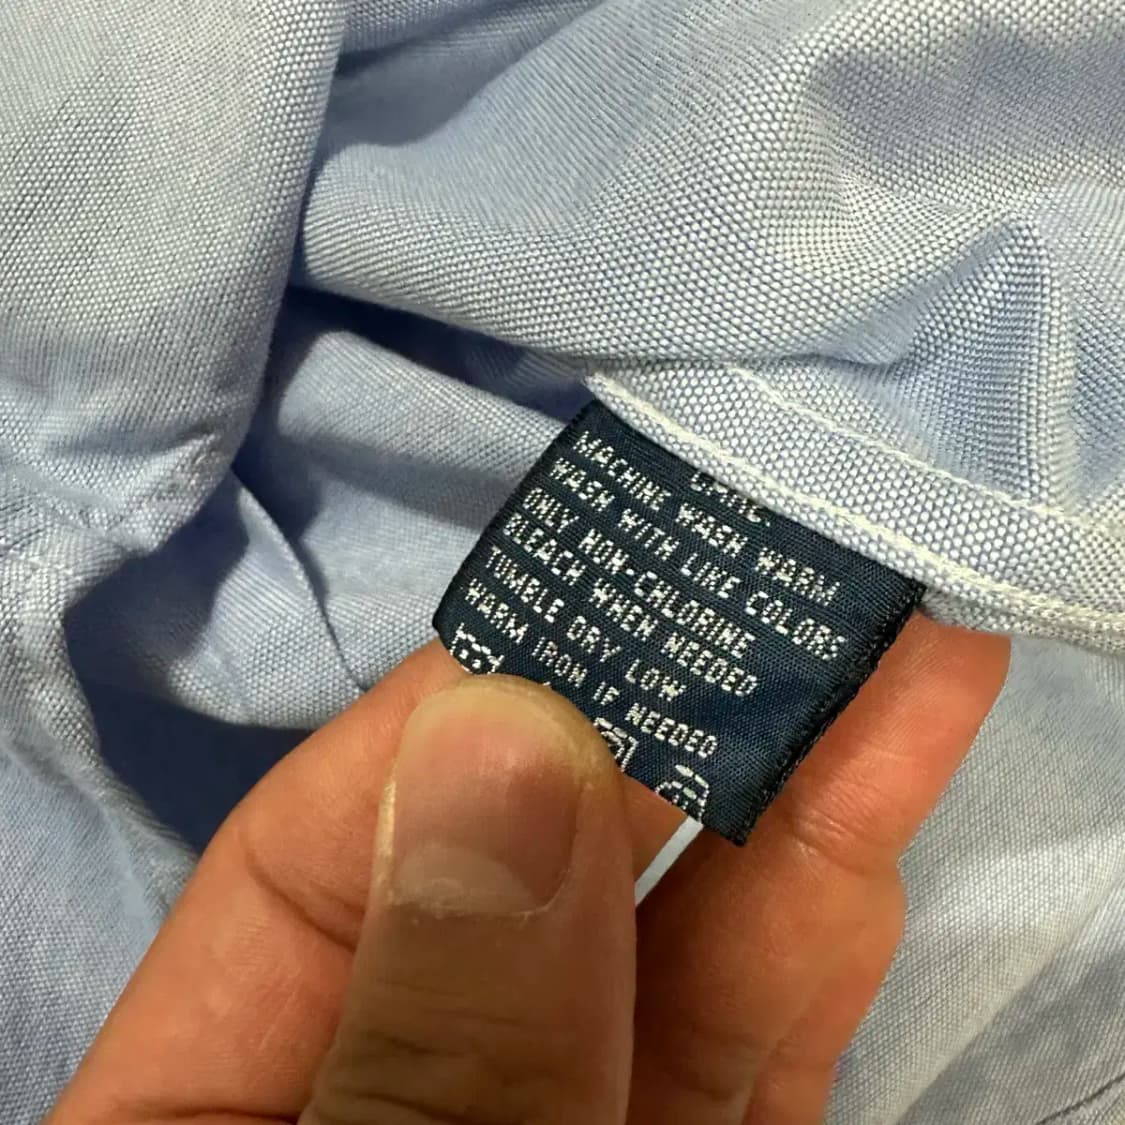 MACHINE WASH WARM
WASH WITH LIKE COLORS
ONLY NON-CHLORINE
BLEACH WHEN NEEDED
TUMBLE DRY LOW
WARM IRON IF NEEDED